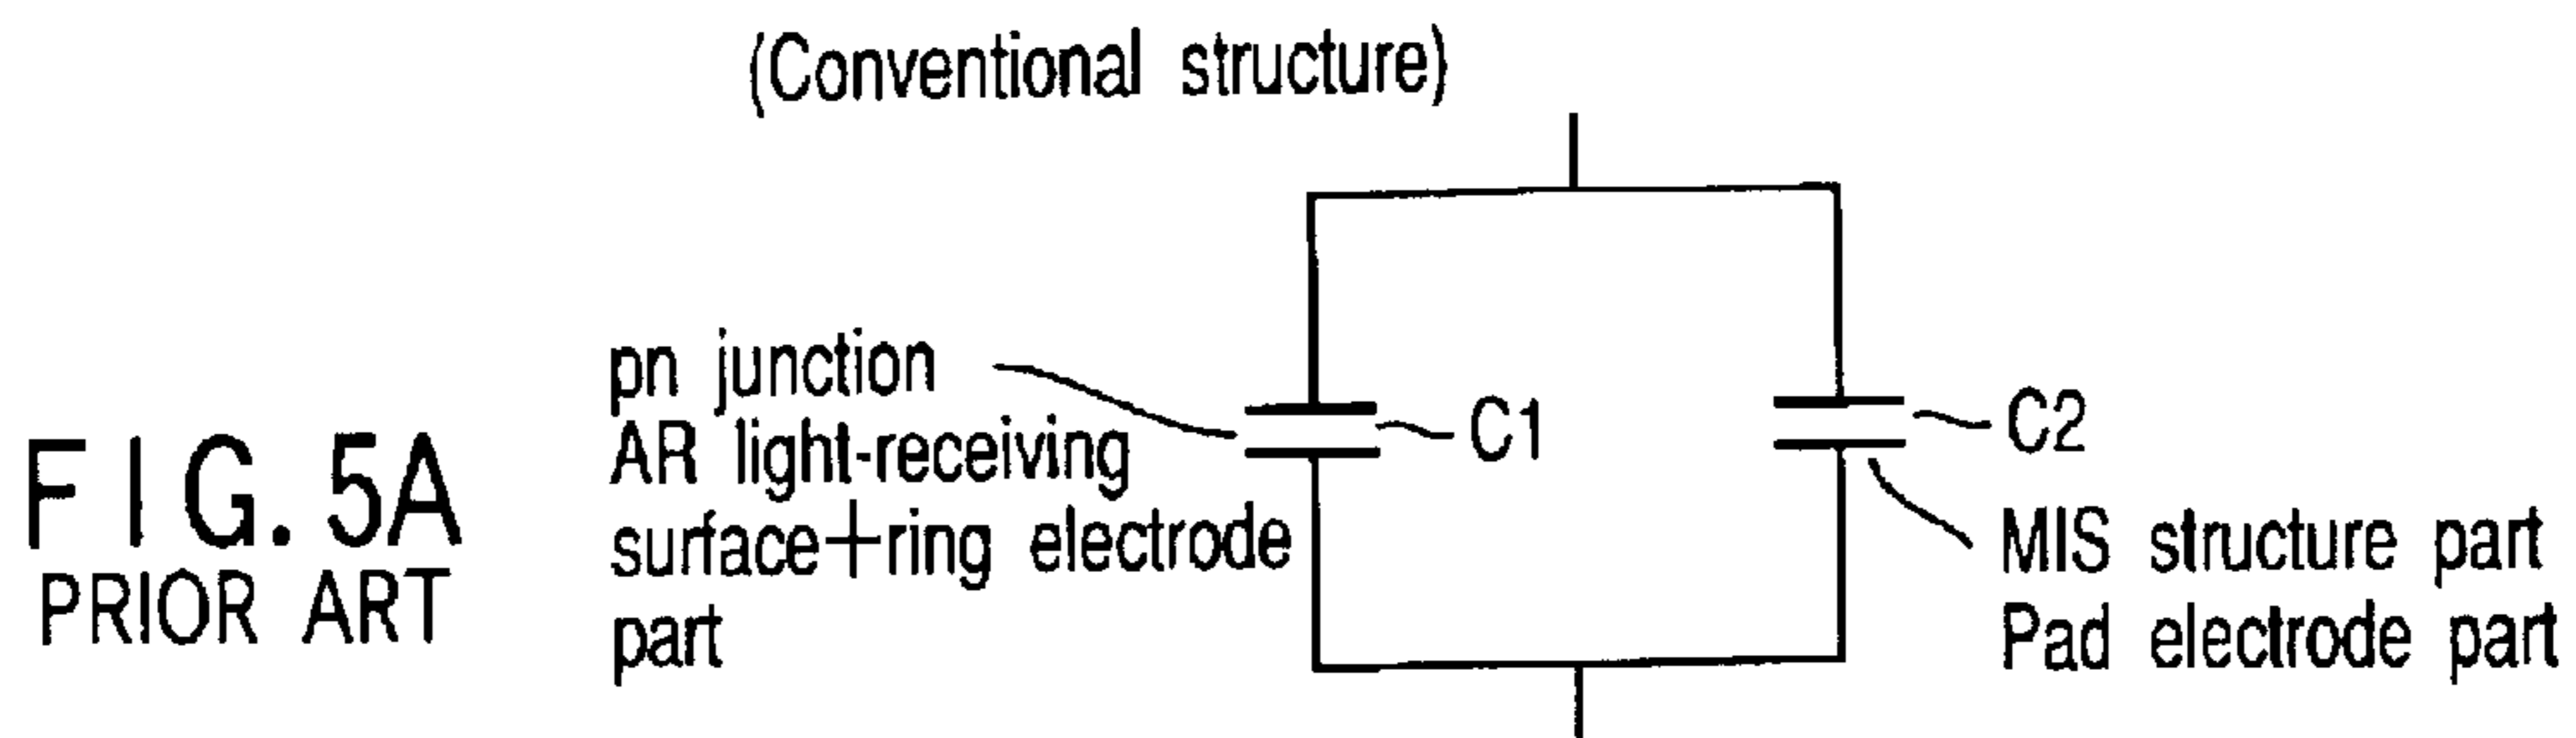 (Conventional structure)
pn junction
AR light-receiving
surface+ring electrode
part
C1
C2
MIS structure part
Pad electrode part
FIG. 5A
PRIOR ART